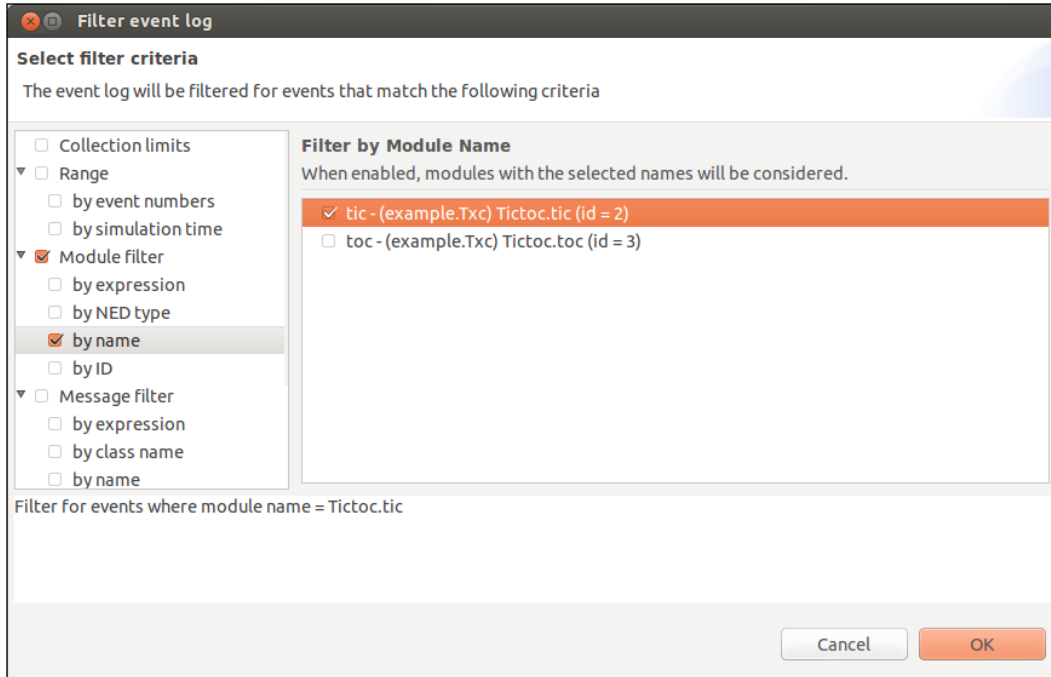 Filter event log
Select filter criteria
The event log will be filtered for events that match the following criteria
Collection limits
Range
by event numbers
by simulation time
Module filter
by expression
by NED type
by name
by ID
Message filter
by expression
by class name
by name
Filter by Module Name
When enabled, modules with the selected names will be considered.
tic - (example.Txc) Tictoc.tic (id = 2)
toc - (example.Txc) Tictoc.toc (id = 3)
Filter for events where module name = Tictoc.tic
Cancel
OK